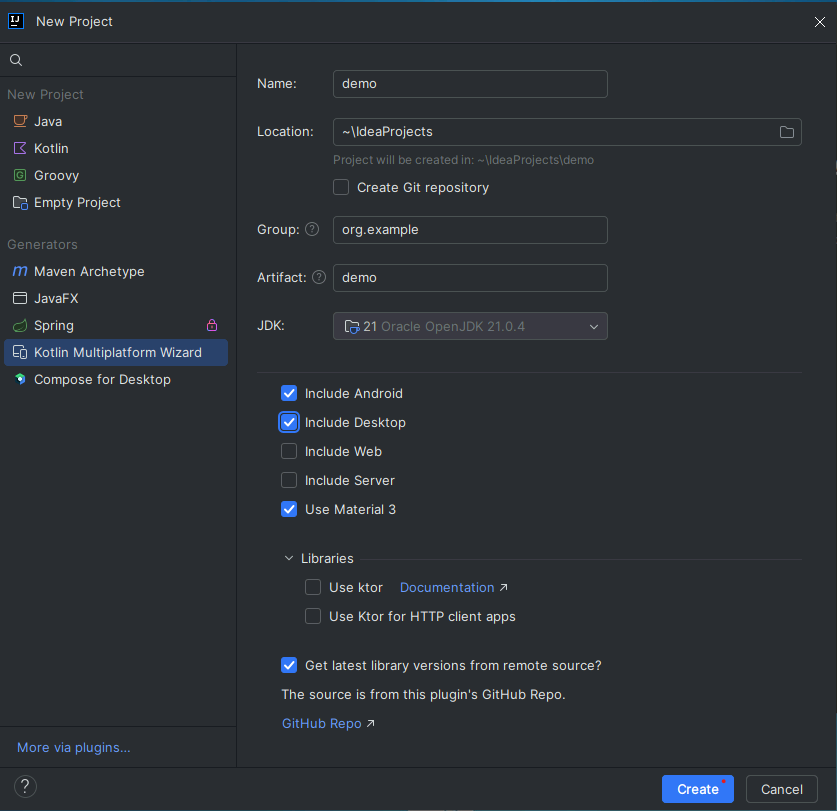 New Project
New Project
Java
Kotlin
Groovy
Empty Project
Generators
Maven Archetype
JavaFX
Spring
Kotlin Multiplatform Wizard
Compose for Desktop
More via plugins...
Name: demo
Location: ~\IdeaProjects
Project will be created in: ~\IdeaProjects\demo
Create Git repository
Group: ? org.example
Artifact: ? demo
JDK: 21 Oracle OpenJDK 21.0.4
Include Android
Include Desktop
Include Web
Include Server
Use Material 3
Libraries
Use ktor Documentation ↗
Use Ktor for HTTP client apps
Get latest library versions from remote source?
The source is from this plugin's GitHub Repo.
GitHub Repo ↗
? Create Cancel